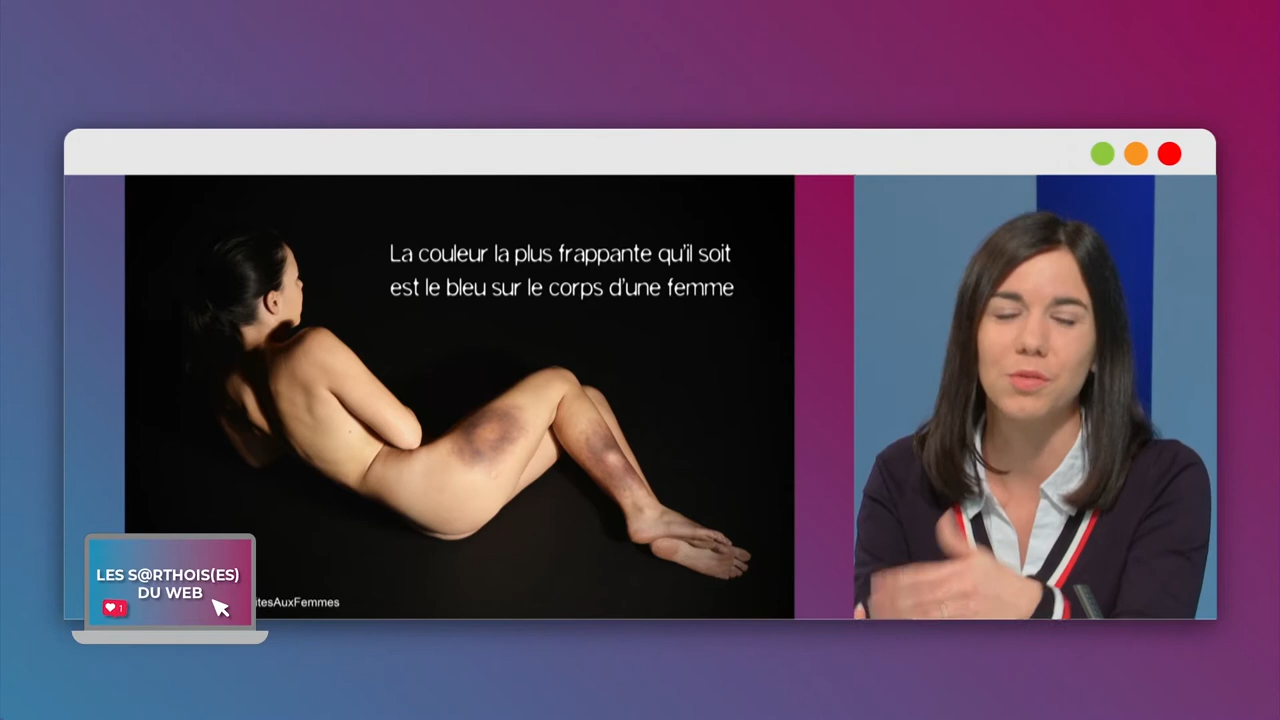 La couleur la plus frappante qu'il soit
est le bleu sur le corps d'une femme
LES S@RTHOIS(ES)
DU WEB
1
itesAuxFemmes